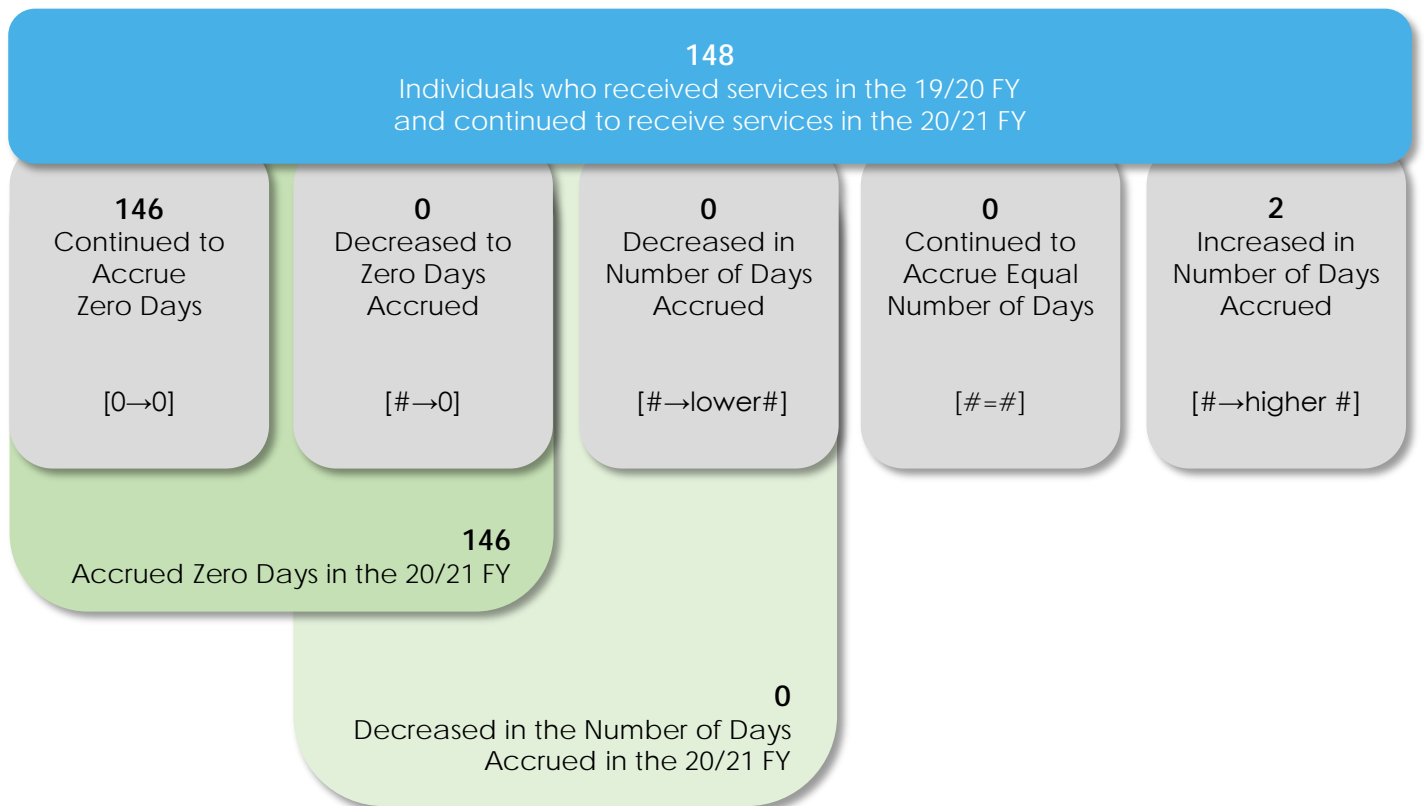 148
Individuals who received services in the 19/20 FY
and continued to receive services in the 20/21 FY
146
Continued to
Accrue
Zero Days
[0→0]
0
Decreased to
Zero Days
Accrued
[#→0]
0
Decreased in
Number of Days
Accrued
[#→lower#]
0
Continued to
Accrue Equal
Number of Days
[#=#]
2
Increased in
Number of Days
Accrued
[#→higher #]
146
Accrued Zero Days in the 20/21 FY
0
Decreased in the Number of Days
Accrued in the 20/21 FY